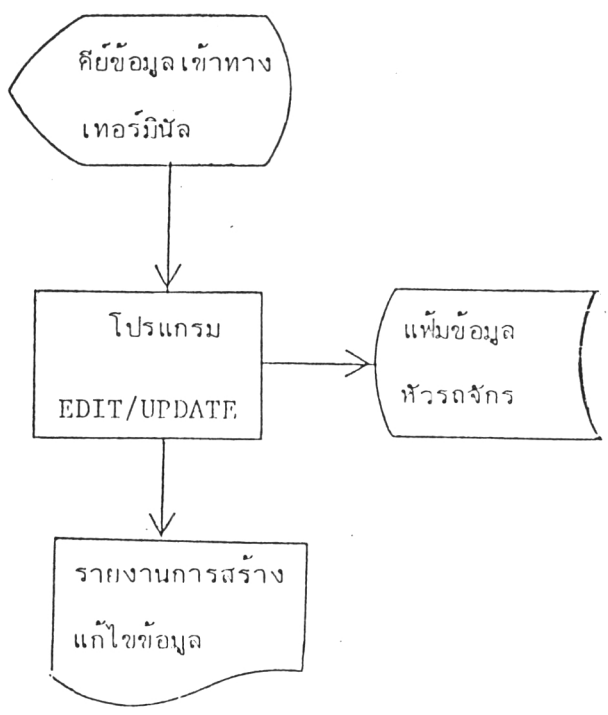 คีย์ข้อมูลเข้าทาง
เทอร์มินัล
โปรแกรม
EDIT/UPDATE
แฟ้มข้อมูล
หัวรถจักร
รายงานการสร้าง
แก้ไขข้อมูล